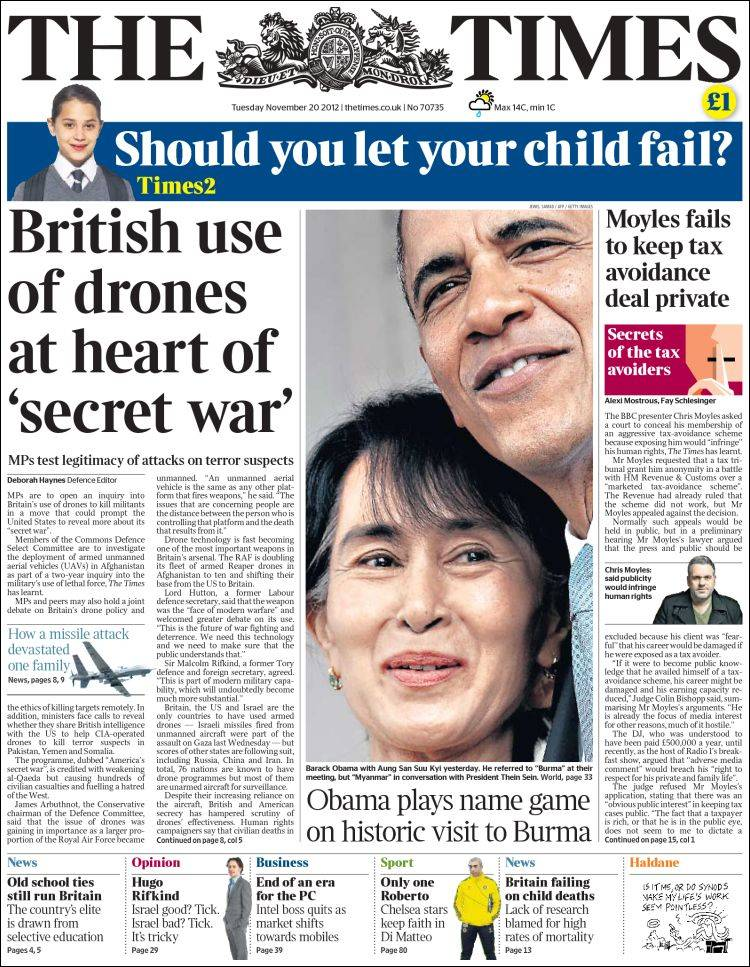 THE TIMES
DIEU ET MON DROIT
Tuesday November 20 2012 | thetimes.co.uk | No 70735
Max 14C, min 1C
£1
Should you let your child fail?
Times2
British use
of drones
at heart of
‘secret war’
MPs test legitimacy of attacks on terror suspects
Deborah Haynes Defence Editor
MPs are to open an inquiry into
Britain’s use of drones to kill militants
in a move that could prompt the
United States to reveal more about its
“secret war”.
Members of the Commons Defence
Select Committee are to investigate
the deployment of armed unmanned
aerial vehicles (UAVs) in Afghanistan
as part of a two-year inquiry into the
military’s use of lethal force, The Times
has learnt.
MPs and peers may also hold a joint
debate on Britain’s drone policy and
How a missile attack
devastated
one family
News, pages 8, 9
the ethics of killing targets remotely. In
addition, ministers face calls to reveal
whether they share British intelligence
with the US to help CIA-operated
drones to kill terror suspects in
Pakistan, Yemen and Somalia.
The programme, dubbed “America’s
secret war”, is credited with weakening
al-Qaeda but causing hundreds of
civilian casualties and fuelling a hatred
of the West.
James Arbuthnot, the Conservative
chairman of the Defence Committee,
said that the issue of drones was
gaining in importance as a larger pro-
portion of the Royal Air Force became
unmanned. “An unmanned aerial
vehicle is the same as any other plat-
form that fires weapons,” he said. “The
issues that are concerning people are
the distance between the person who is
controlling that platform and the death
that results from it.”
Drone technology is fast becoming
one of the most important weapons in
Britain’s arsenal. The RAF is doubling
its fleet of armed Reaper drones in
Afghanistan to ten and shifting their
base from the US to Britain.
Lord Hutton, a former Labour
defence secretary, said that the weapon
was the “face of modern warfare” and
welcomed greater debate on its use.
“This is the future of war fighting and
deterrence. We need this technology
and we need to make sure that the
public understands that.”
Sir Malcolm Rifkind, a former Tory
defence and foreign secretary, agreed.
“This is part of modern military capa-
bility, which will undoubtedly become
much more substantial.”
Britain, the US and Israel are the
only countries to have used armed
drones — Israeli missiles fired from
unmanned aircraft were part of the
assault on Gaza last Wednesday — but
scores of other states are following suit,
including Russia, China and Iran. In
total, 76 nations are known to have
drone programmes but most of them
are unarmed aircraft for surveillance.
Despite their increasing reliance on
the aircraft, British and American
secrecy has hampered scrutiny of
drones’ effectiveness. Human rights
campaigners say that civilian deaths in
Continued on page 8, col 5
JEWEL SAMAD / AFP / GETTY IMAGES
Barack Obama with Aung San Suu Kyi yesterday. He referred to “Burma” at their
meeting, but “Myanmar” in conversation with President Thein Sein. World, page 33
Obama plays name game
on historic visit to Burma
Moyles fails
to keep tax
avoidance
deal private
Secrets
of the tax
avoiders
Alexi Mostrous, Fay Schlesinger
The BBC presenter Chris Moyles asked
a court to conceal his membership of
an aggressive tax-avoidance scheme
because exposing him would “infringe”
his human rights, The Times has learnt.
Mr Moyles requested that a tax tri-
bunal grant him anonymity in a battle
with HM Revenue & Customs over a
“marketed tax-avoidance scheme”.
The Revenue had already ruled that
the scheme did not work, but Mr
Moyles appealed against the decision.
Normally such appeals would be
held in public, but in a preliminary
hearing Mr Moyles’s lawyer argued
that the press and public should be
Chris Moyles:
said publicity
would infringe
human rights
excluded because his client was “fear-
ful” that his career would be damaged if
he were exposed as a tax avoider.
“If it were to become public knowl-
edge that he availed himself of a tax-
avoidance scheme, his career might be
damaged and his earning capacity re-
duced,” Judge Colin Bishopp said, sum-
marising Mr Moyles’s arguments. “He
is already the focus of media interest
for other reasons, much of it hostile.”
The DJ, who was understood to
have been paid £500,000 a year, until
recently, as the host of Radio 1’s break-
fast show, argued that “adverse media
comment” would breach his “right to
respect for his private and family life”.
The judge refused Mr Moyles’s
application, stating that there was an
“obvious public interest” in keeping tax
cases public. “The fact that a taxpayer
is rich, or that he is in the public eye,
does not seem to me to dictate a
Continued on page 15, col 1
News
Old school ties
still run Britain
The country’s elite
is drawn from
selective education
Pages 4, 5
Opinion
Hugo
Rifkind
Israel good? Tick.
Israel bad? Tick.
It’s tricky
Page 29
Business
End of an era
for the PC
Intel boss quits as
market shifts
towards mobiles
Page 39
Sport
Only one
Roberto
Chelsea stars
keep faith in
Di Matteo
Page 80
News
Britain failing
on child deaths
Lack of research
blamed for high
rates of mortality
Page 13
Haldane
IS IT ME, OR DO SYNODS
MAKE MY LIFE'S WORK
SEEM POINTLESS?